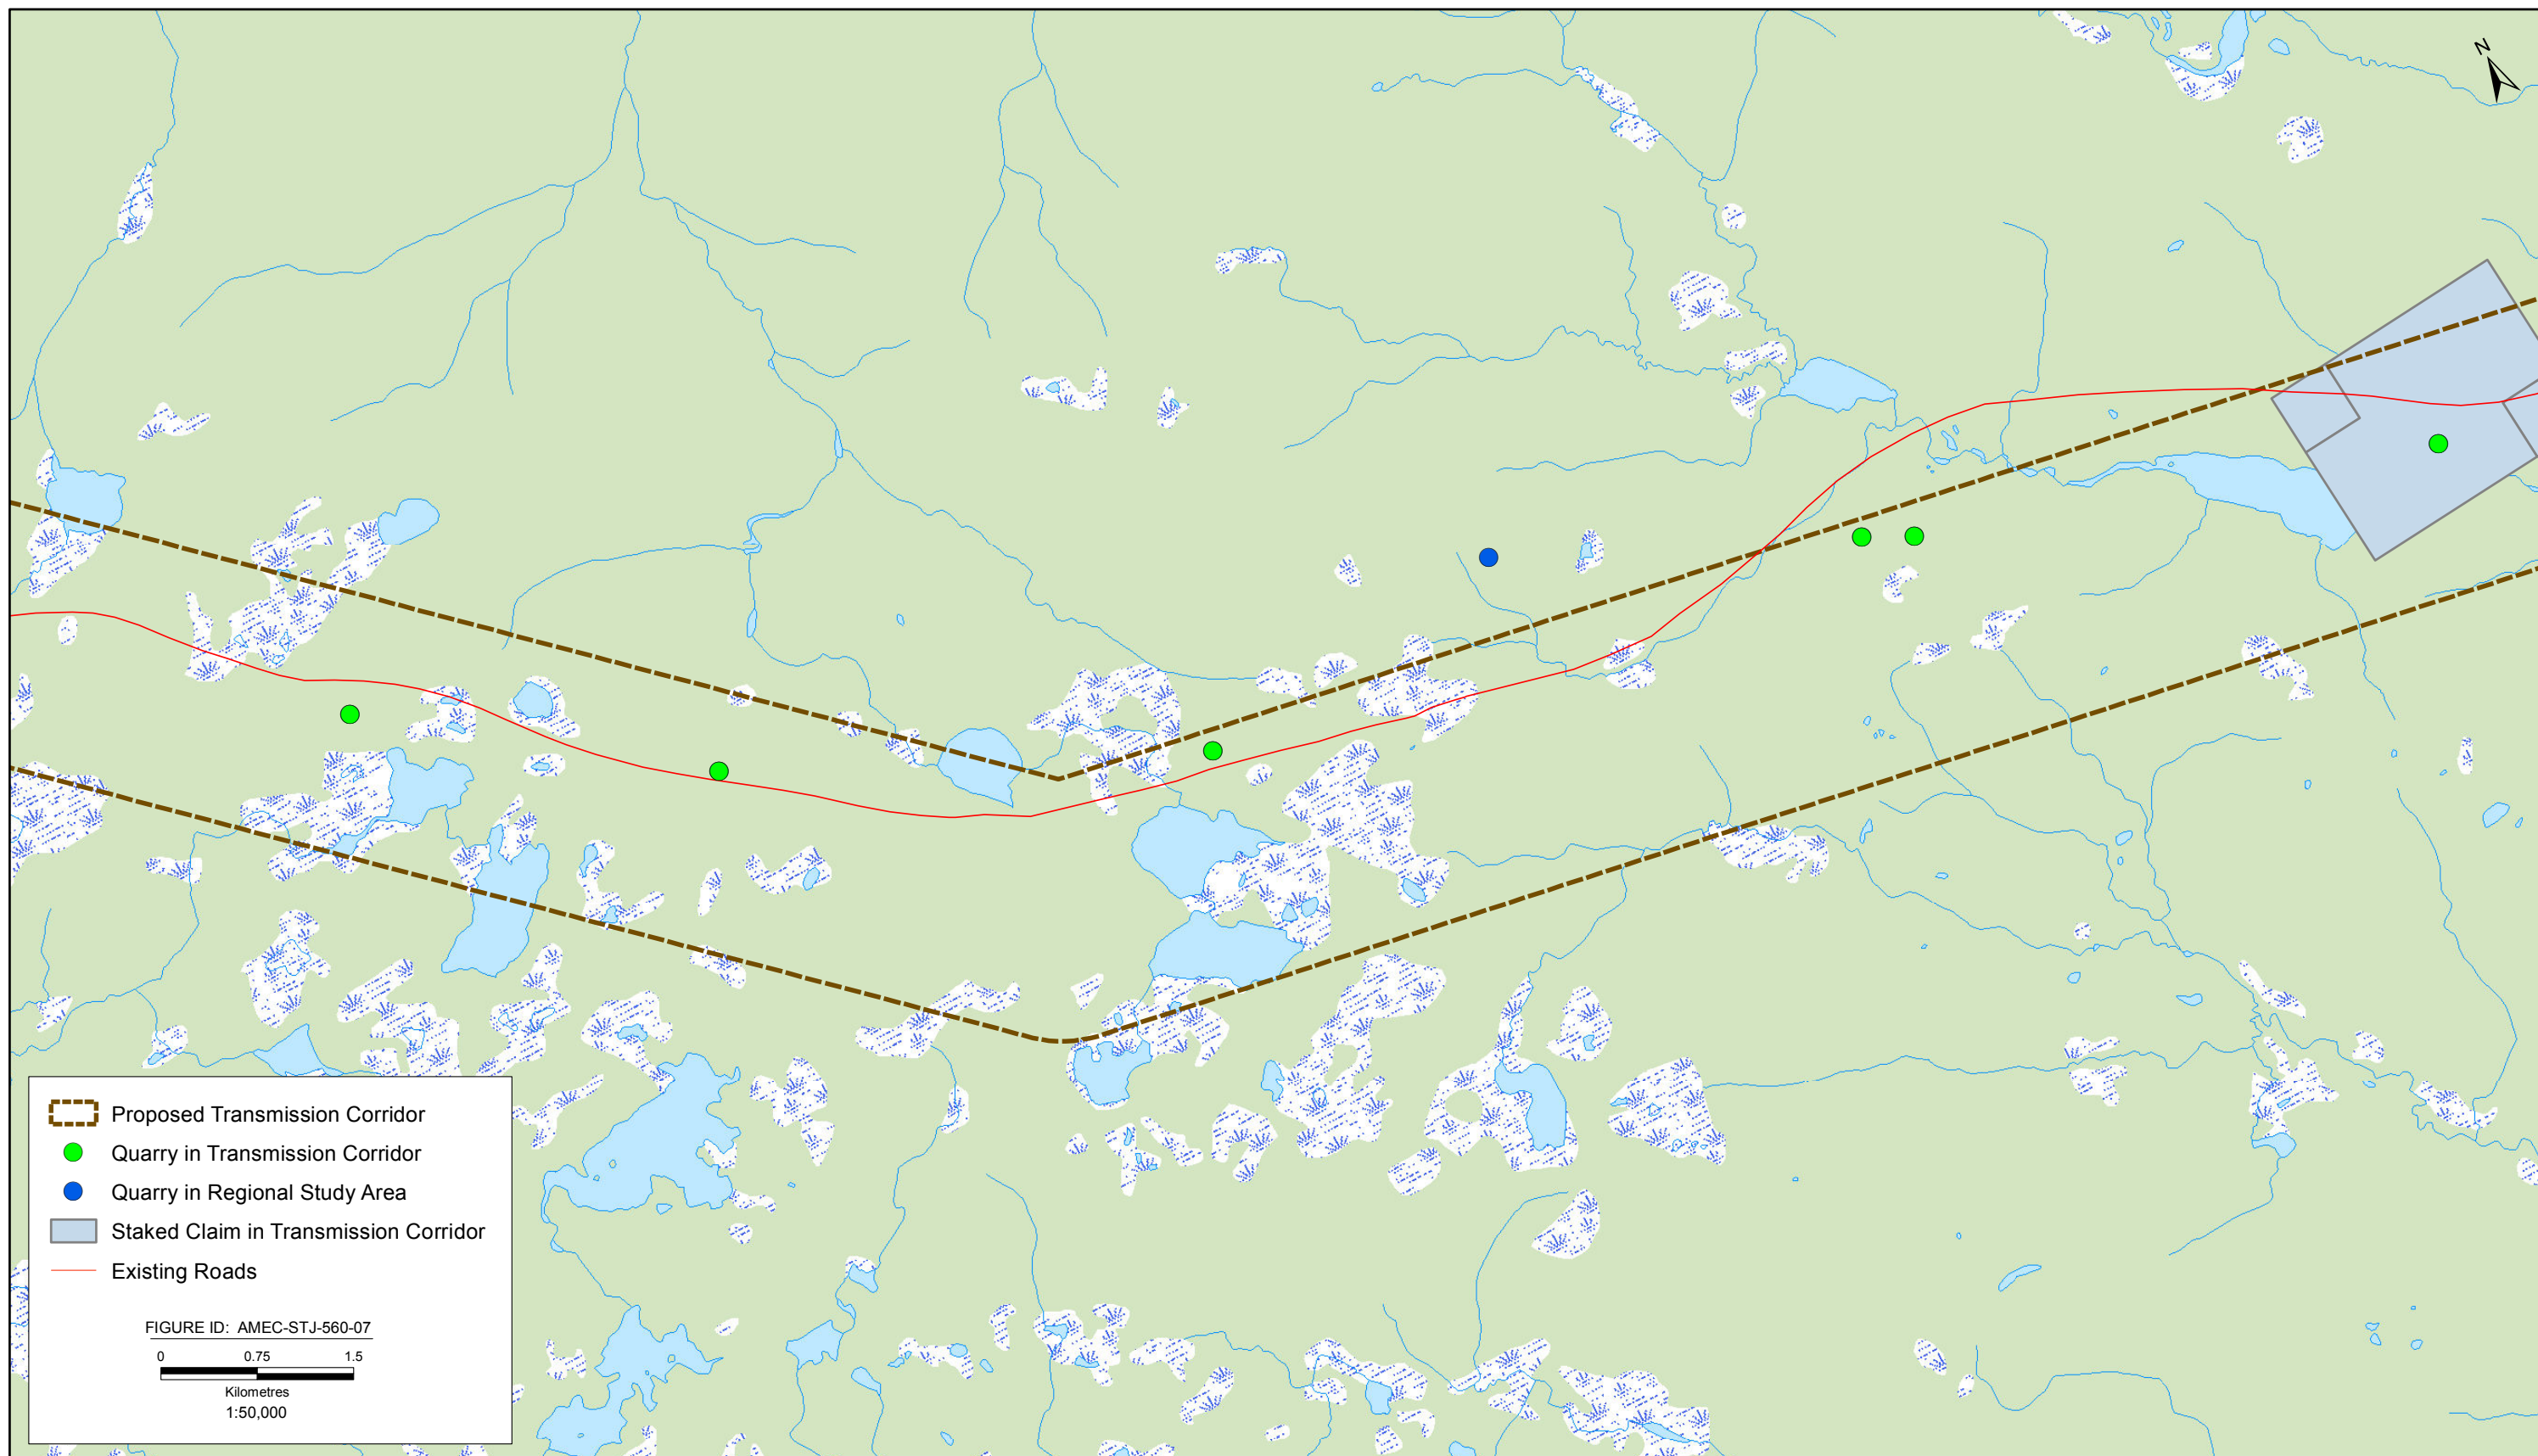 N
Proposed Transmission Corridor
Quarry in Transmission Corridor
Quarry in Regional Study Area
Staked Claim in Transmission Corridor
Existing Roads
FIGURE ID: AMEC-STJ-560-07
0 0.75 1.5
Kilometres
1:50,000